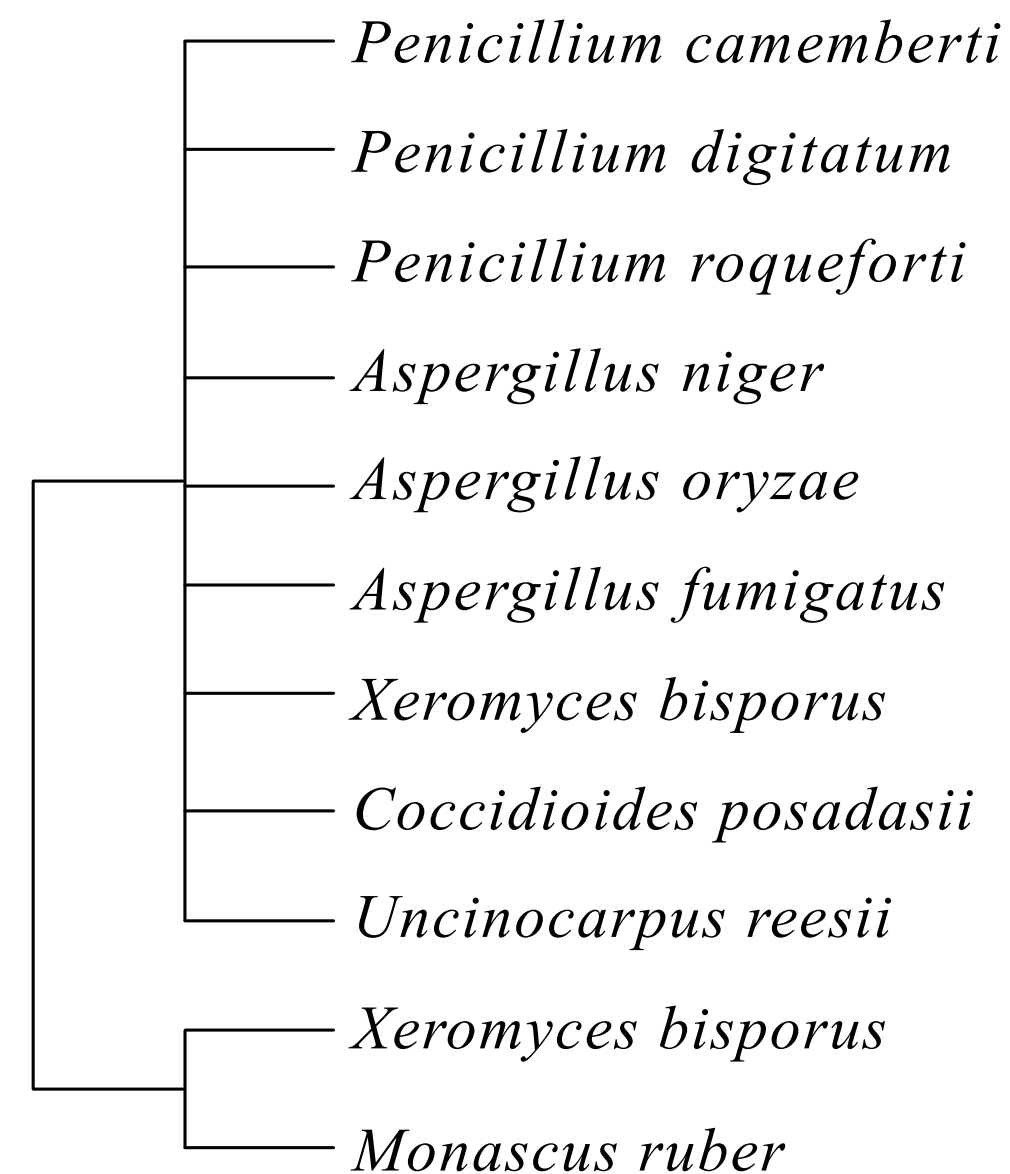 Penicillium camemberti
Penicillium digitatum
Penicillium roqueforti
Aspergillus niger
Aspergillus oryzae
Aspergillus fumigatus
Xeromyces bisporus
Coccidioides posadasii
Uncinocarpus reesii
Xeromyces bisporus
Monascus ruber